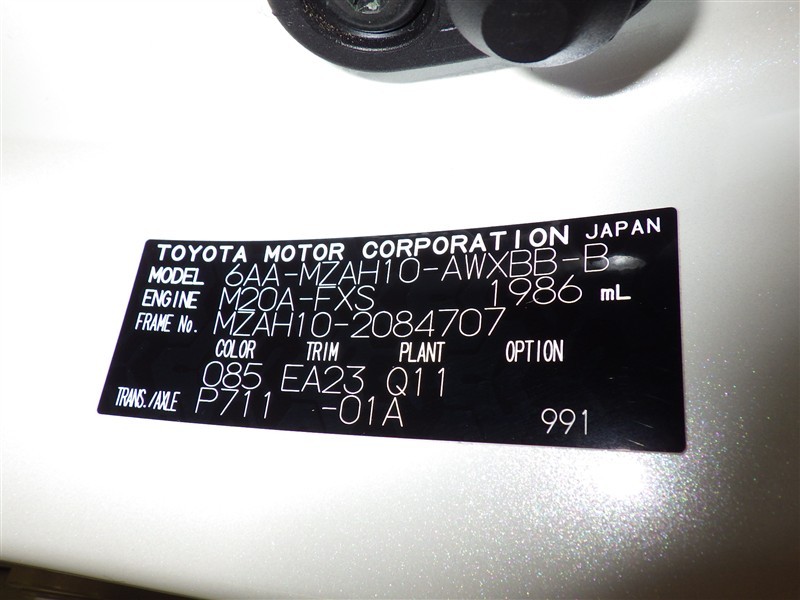 TOYOTA MOTOR CORPORATION JAPAN
MODEL 6AA-MZAH10-AWXBB-B
ENGINE M20A-FXS 1986 mL
FRAME No. MZAH10-2084707
COLOR TRIM PLANT OPTION
085 EA23 Q11
TRANS./AXLE P711 -01A 991